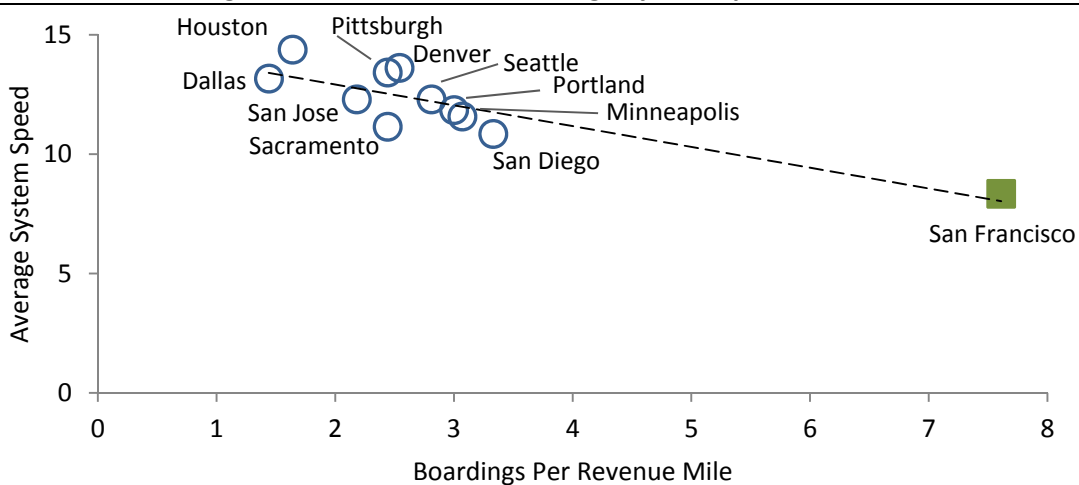 15
10
5
0
Average System Speed
Houston
Pittsburgh
Denver
Seattle
Dallas
Portland
San Jose
Minneapolis
Sacramento
San Diego
San Francisco
0 1 2 3 4 5 6 7 8
Boardings Per Revenue Mile